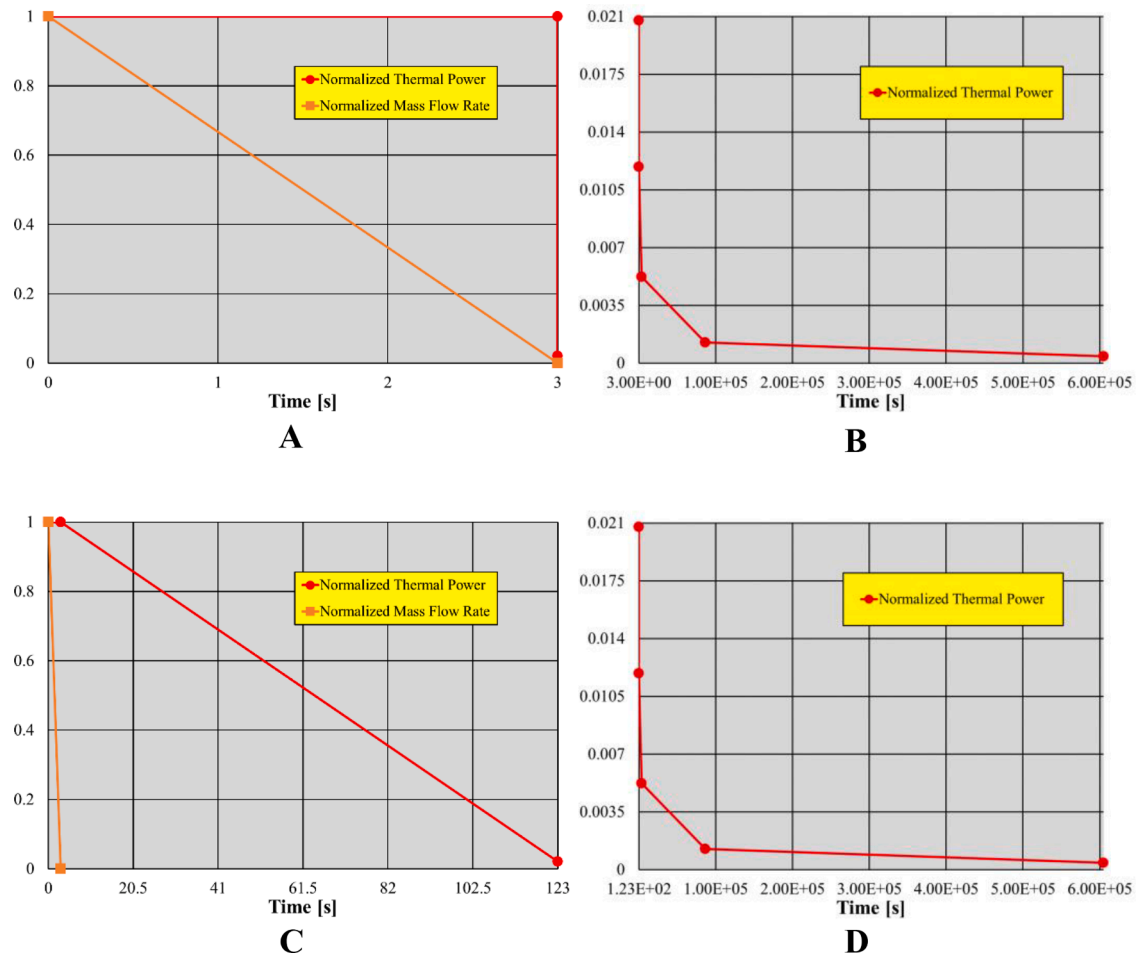 1
0.8
0.6
0.4
0.2
0
Normalized Thermal Power
Normalized Mass Flow Rate
0 1 2 3
Time [s]
A
0.021
0.0175
0.014
0.0105
0.007
0.0035
0
Normalized Thermal Power
3.00E+00 1.00E+05 2.00E+05 3.00E+05 4.00E+05 5.00E+05 6.00E+05
Time [s]
B
1
0.8
0.6
0.4
0.2
0
Normalized Thermal Power
Normalized Mass Flow Rate
0 20.5 41 61.5 82 102.5 123
Time [s]
C
0.021
0.0175
0.014
0.0105
0.007
0.0035
0
Normalized Thermal Power
1.23E+02 1.00E+05 2.00E+05 3.00E+05 4.00E+05 5.00E+05 6.00E+05
Time [s]
D